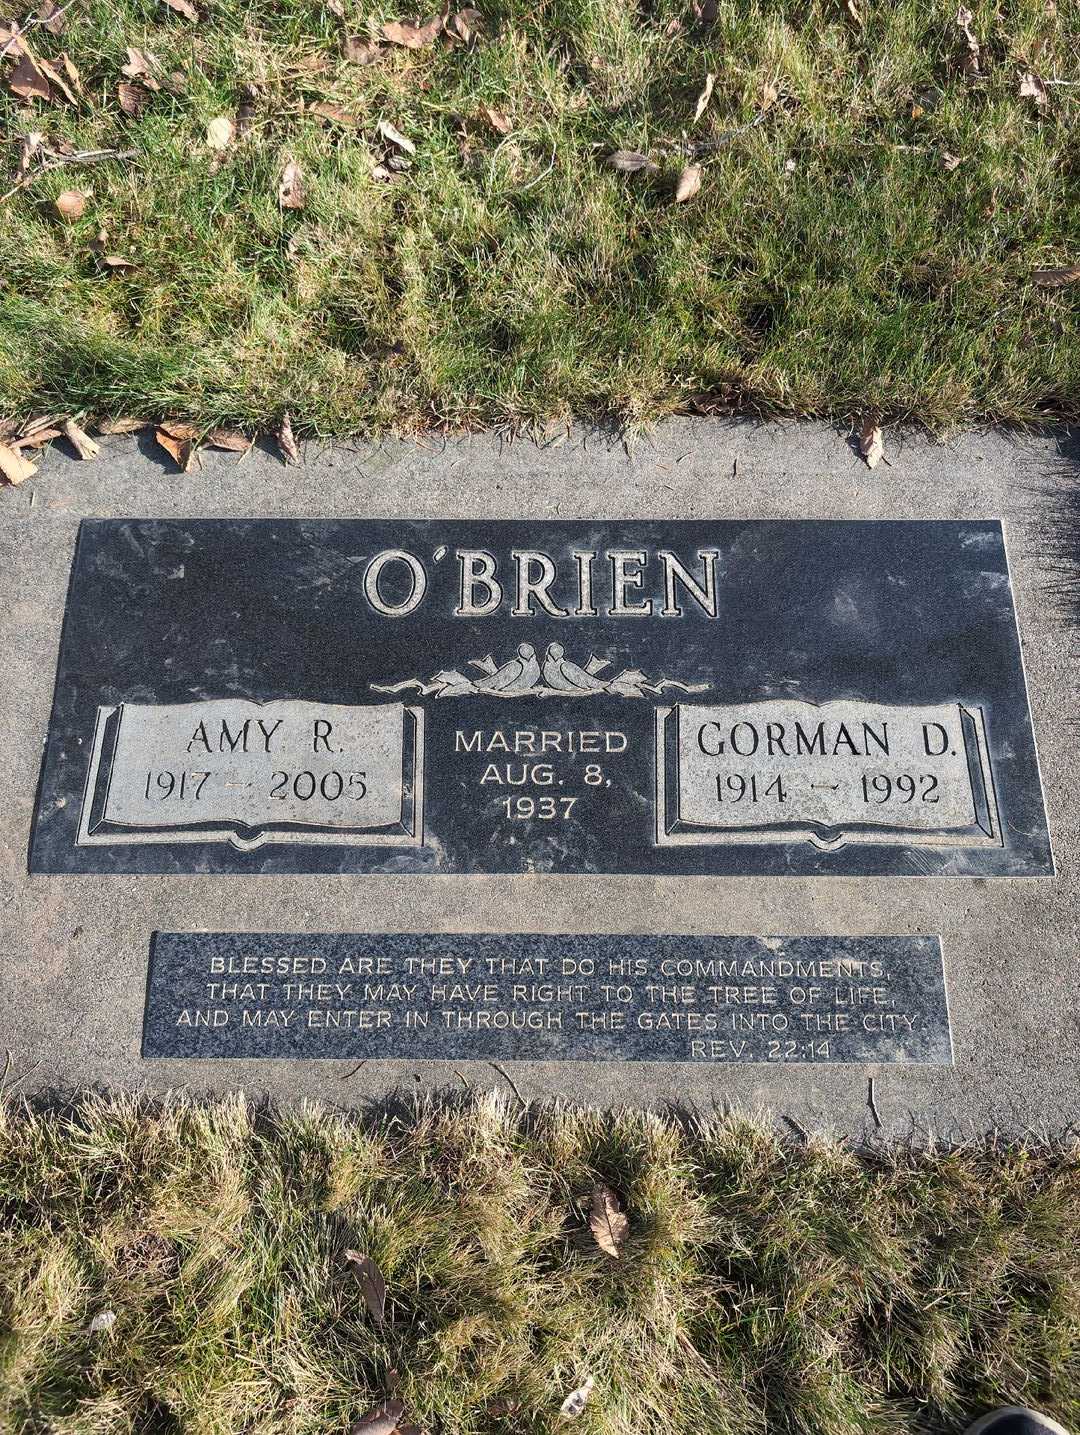 O'BRIEN
AMY R.
1917 - 2005
MARRIED
AUG. 8,
1937
GORMAN D.
1914 - 1992
BLESSED ARE THEY THAT DO HIS COMMANDMENTS,
THAT THEY MAY HAVE RIGHT TO THE TREE OF LIFE,
AND MAY ENTER IN THROUGH THE GATES INTO THE CITY.
REV. 22:14